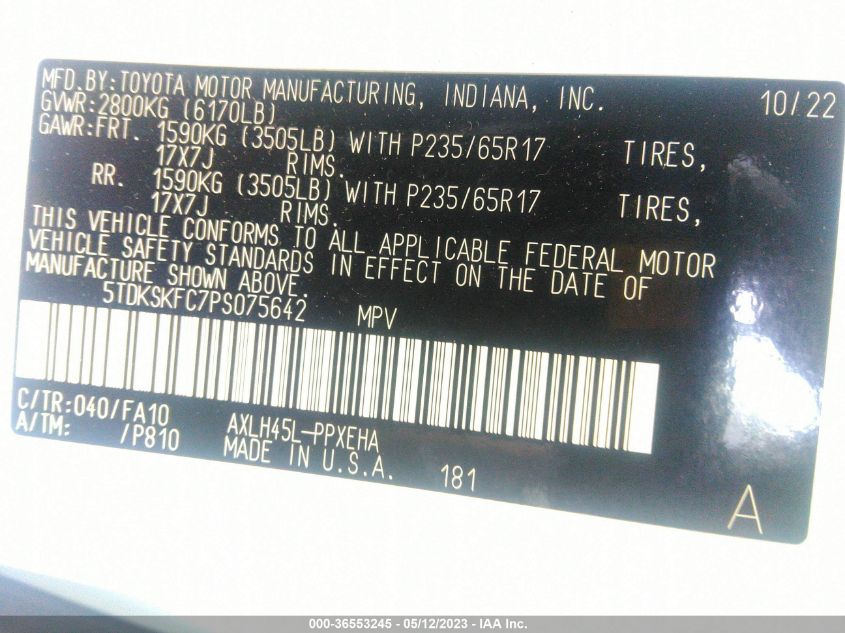 MFD.BY:TOYOTA MOTOR MANUFACTURING, INDIANA, INC. 10/22
GVWR:2800KG (6170LB)
GAWR:FRT. 1590KG (3505LB) WITH P235/65R17 TIRES,
17X7J RIMS.
RR. 1590KG (3505LB) WITH P235/65R17 TIRES,
17X7J RIMS.
THIS VEHICLE CONFORMS TO ALL APPLICABLE FEDERAL MOTOR
VEHICLE SAFETY STANDARDS IN EFFECT ON THE DATE OF
MANUFACTURE SHOWN ABOVE.
5TDKSKFC7PS075642 MPV
C/TR:040/FA10 AXLH45L-PPXEHA
A/TM: /P810 MADE IN U.S.A. 181
A
000-36553245 - 05/12/2023 - IAA Inc.